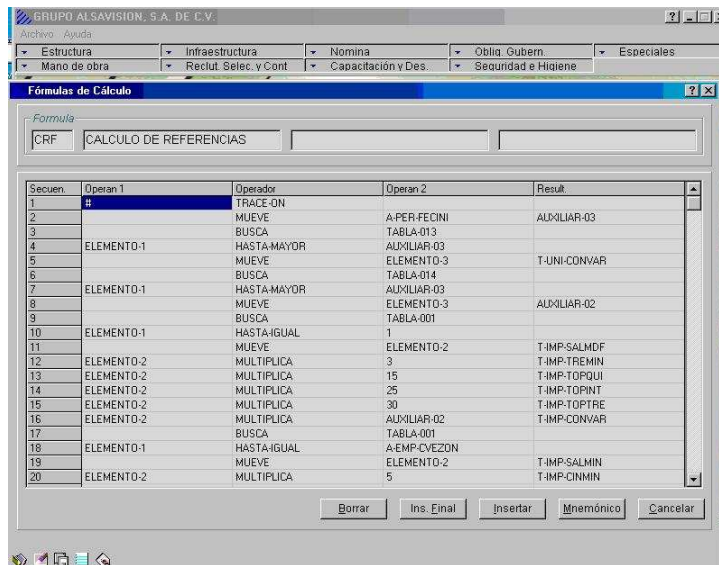 GRUPO ALSAVISION, S.A. DE C.V.
Archivo Ayuda
Estructura Infraestructura Nomina Oblig. Gubern. Especiales
Mano de obra Reclut. Selec. y Cont Capacitación y Des. Seguridad e Higiene
Fórmulas de Cálculo
Formula
CRF CALCULO DE REFERENCIAS
Secuen. Operan 1 Operador Operan 2 Result.
1 # TRACE-ON
2 MUEVE A-PER-FECINI AUXILIAR-03
3 BUSCA TABLA-013
4 ELEMENTO-1 HASTA-MAYOR AUXILIAR-03
5 MUEVE ELEMENTO-3 T-UNI-CONVAR
6 BUSCA TABLA-014
7 ELEMENTO-1 HASTA-MAYOR AUXILIAR-03
8 MUEVE ELEMENTO-3 AUXILIAR-02
9 BUSCA TABLA-001
10 ELEMENTO-1 HASTA-IGUAL 1
11 MUEVE ELEMENTO-2 T-IMP-SALMDF
12 ELEMENTO-2 MULTIPLICA 3 T-IMP-TREMIN
13 ELEMENTO-2 MULTIPLICA 15 T-IMP-TOPQUI
14 ELEMENTO-2 MULTIPLICA 25 T-IMP-TOPINT
15 ELEMENTO-2 MULTIPLICA 30 T-IMP-TOPTRE
16 ELEMENTO-2 MULTIPLICA AUXILIAR-02 T-IMP-CONVAR
17 BUSCA TABLA-001
18 ELEMENTO-1 HASTA-IGUAL A-EMP-CVEZON
19 MUEVE ELEMENTO-2 T-IMP-SALMIN
20 ELEMENTO-2 MULTIPLICA 5 T-IMP-CINMIN
Borrar Ins. Final Insertar Mnemónico Cancelar